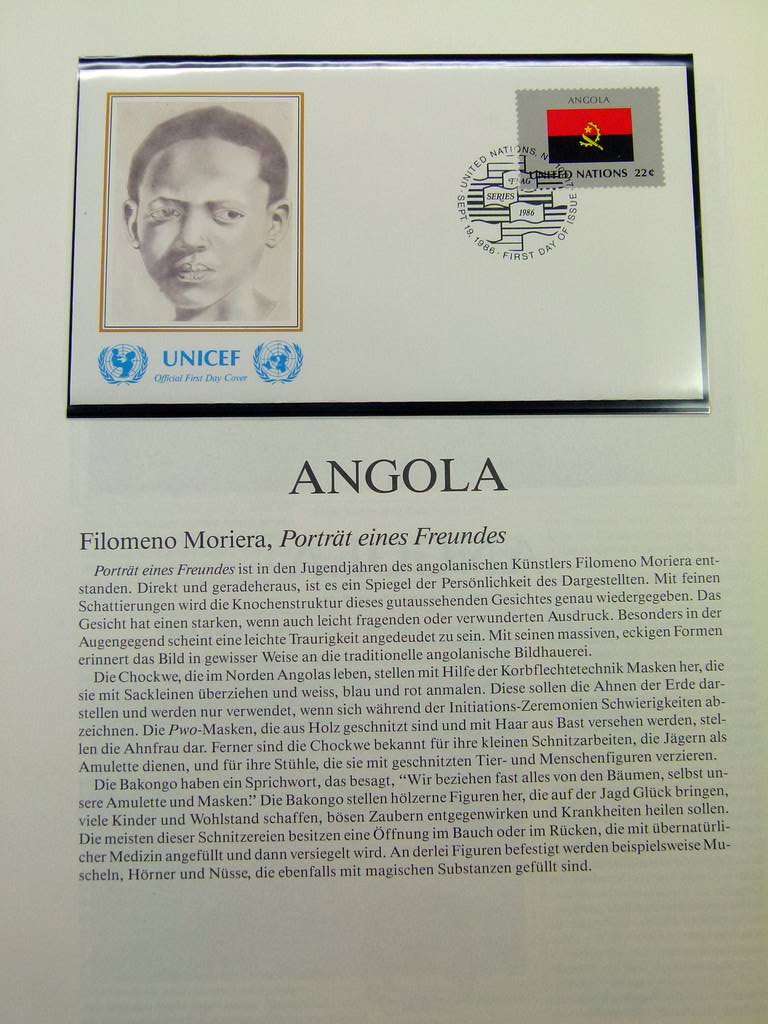 ANGOLA
UNITED NATIONS 22¢
UNITED NATIONS, N
FLAG
SERIES
1986
SEPT. 19, 1986 · FIRST DAY OF ISSUE
UNICEF
Official First Day Cover
ANGOLA
Filomeno Moriera, Porträt eines Freundes
Porträt eines Freundes ist in den Jugendjahren des angolanischen Künstlers Filomeno Moriera ent-
standen. Direkt und geradeheraus, ist es ein Spiegel der Persönlichkeit des Dargestellten. Mit feinen
Schattierungen wird die Knochenstruktur dieses gutaussehenden Gesichtes genau wiedergegeben. Das
Gesicht hat einen starken, wenn auch leicht fragenden oder verwunderten Ausdruck. Besonders in der
Augengegend scheint eine leichte Traurigkeit angedeudet zu sein. Mit seinen massiven, eckigen Formen
erinnert das Bild in gewisser Weise an die traditionelle angolanische Bildhauerei.
Die Chockwe, die im Norden Angolas leben, stellen mit Hilfe der Korbflechtetechnik Masken her, die
sie mit Sackleinen überziehen und weiss, blau und rot anmalen. Diese sollen die Ahnen der Erde dar-
stellen und werden nur verwendet, wenn sich während der Initiations-Zeremonien Schwierigkeiten ab-
zeichnen. Die Pwo-Masken, die aus Holz geschnitzt sind und mit Haar aus Bast versehen werden, stel-
len die Ahnfrau dar. Ferner sind die Chockwe bekannt für ihre kleinen Schnitzarbeiten, die Jägern als
Amulette dienen, und für ihre Stühle, die sie mit geschnitzten Tier- und Menschenfiguren verzieren.
Die Bakongo haben ein Sprichwort, das besagt, “Wir beziehen fast alles von den Bäumen, selbst un-
sere Amulette und Masken.” Die Bakongo stellen hölzerne Figuren her, die auf der Jagd Glück bringen,
viele Kinder und Wohlstand schaffen, bösen Zaubern entgegenwirken und Krankheiten heilen sollen.
Die meisten dieser Schnitzereien besitzen eine Öffnung im Bauch oder im Rücken, die mit übernatürli-
cher Medizin angefüllt und dann versiegelt wird. An derlei Figuren befestigt werden beispielsweise Mu-
scheln, Hörner und Nüsse, die ebenfalls mit magischen Substanzen gefüllt sind.